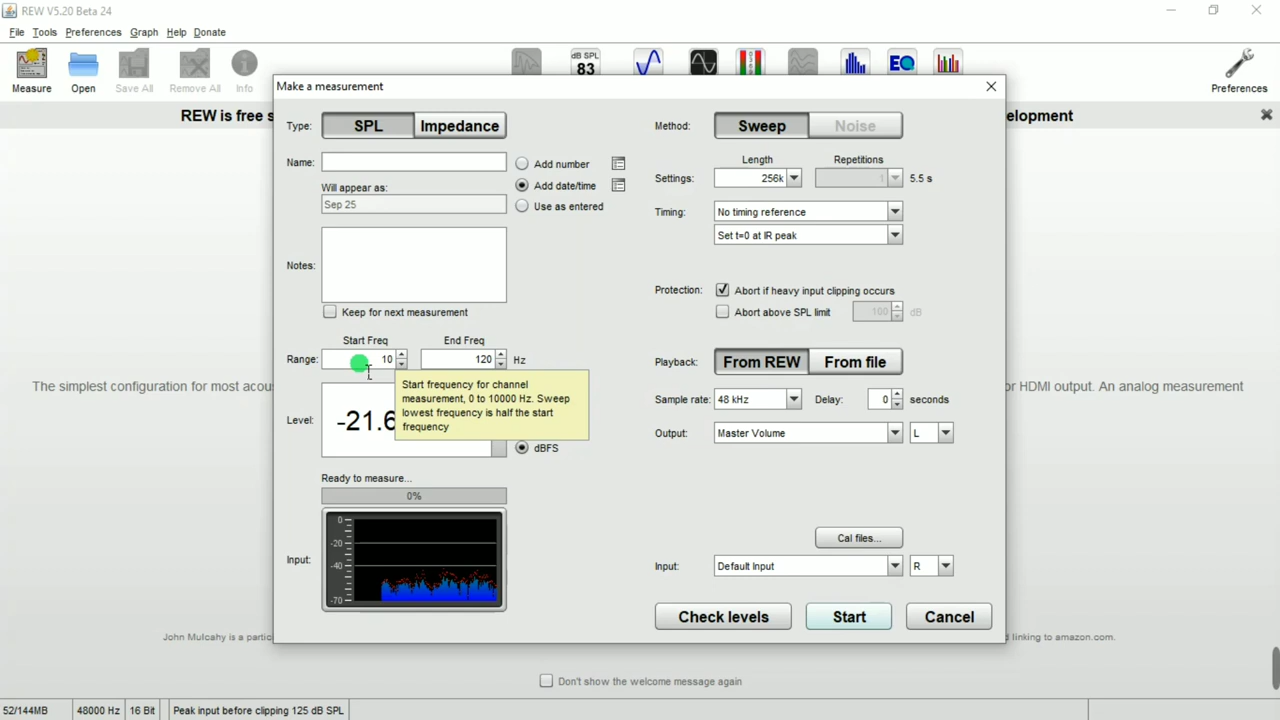 REW V5.20 Beta 24
File Tools Preferences Graph Help Donate
dB SPL
83
EQ
Measure Open Save All Remove All Info Preferences
REW is free s
elopment
Make a measurement
Type: SPL Impedance
Name:
Add number
Will appear as:
Add date/time
Sep 25
Use as entered
Notes:
Keep for next measurement
Start Freq End Freq
Range: 10 120 Hz
Start frequency for channel
measurement, 0 to 10000 Hz. Sweep
lowest frequency is half the start
frequency
Level: -21.6
dBFS
Ready to measure...
0%
Input:
0
-20
-40
-70
Method: Sweep Noise
Length Repetitions
Settings: 256k 1 5.5 s
Timing: No timing reference
Set t=0 at IR peak
Protection: Abort if heavy input clipping occurs
Abort above SPL limit 100 dB
Playback: From REW From file
Sample rate: 48 kHz Delay: 0 seconds
Output: Master Volume L
Cal files...
Input: Default Input R
Check levels Start Cancel
The simplest configuration for most acou
or HDMI output. An analog measurement
John Mulcahy is a partic
linking to amazon.com.
Don't show the welcome message again
52/144MB 48000 Hz 16 Bit Peak input before clipping 125 dB SPL